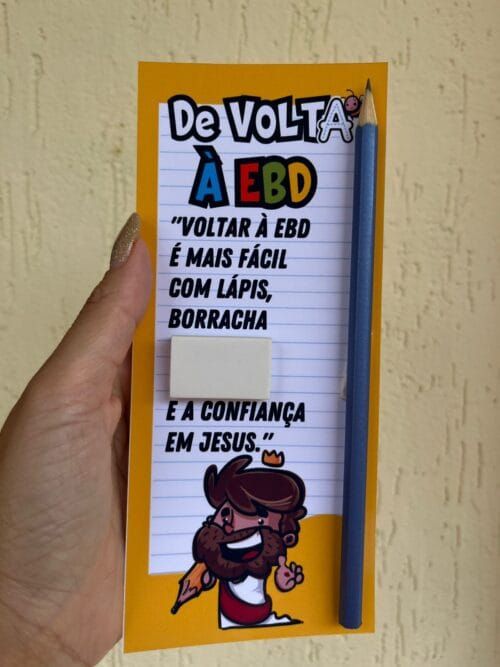 De VOLTA
À EBD
"VOLTAR À EBD
É MAIS FÁCIL
COM LÁPIS,
BORRACHA
E A CONFIANÇA
EM JESUS."